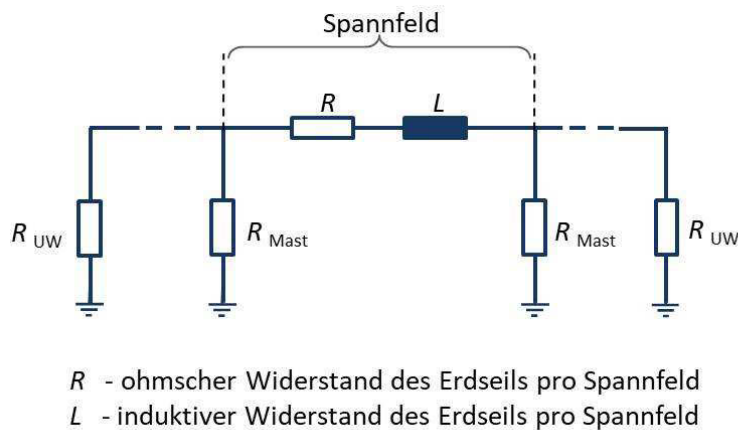 Spannfeld
R L
R UW R Mast R Mast R UW
R - ohmscher Widerstand des Erdseils pro Spannfeld
L - induktiver Widerstand des Erdseils pro Spannfeld